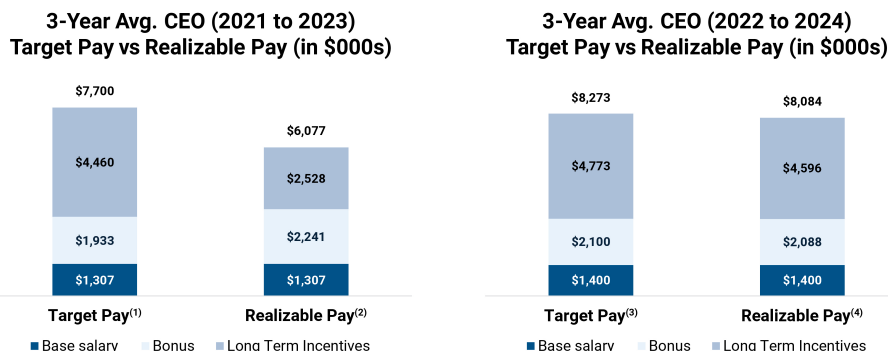 3-Year Avg. CEO (2021 to 2023)
Target Pay vs Realizable Pay (in $000s)
$7,700
$6,077
$4,460
$2,528
$1,933
$2,241
$1,307
$1,307
Target Pay(1)
Realizable Pay(2)
Base salary
Bonus
Long Term Incentives
3-Year Avg. CEO (2022 to 2024)
Target Pay vs Realizable Pay (in $000s)
$8,273
$8,084
$4,773
$4,596
$2,100
$2,088
$1,400
$1,400
Target Pay(3)
Realizable Pay(4)
Base salary
Bonus
Long Term Incentives